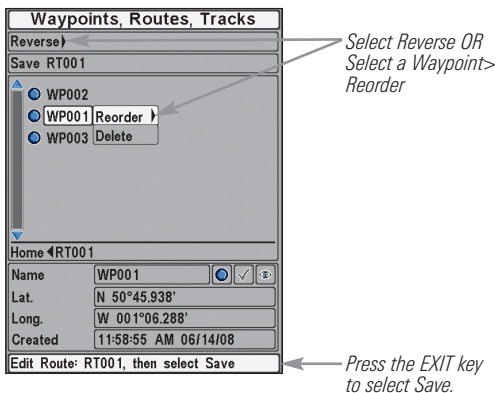 Waypoints, Routes, Tracks
Reverse
Save RT001
WP002
WP001 Reorder
WP003 Delete
Home RT001
Name WP001
Lat. N 50°45.938'
Long. W 001°06.288'
Created 11:58:55 AM 06/14/08
Edit Route: RT001, then select Save
Select Reverse OR
Select a Waypoint>
Reorder
Press the EXIT key
to select Save.